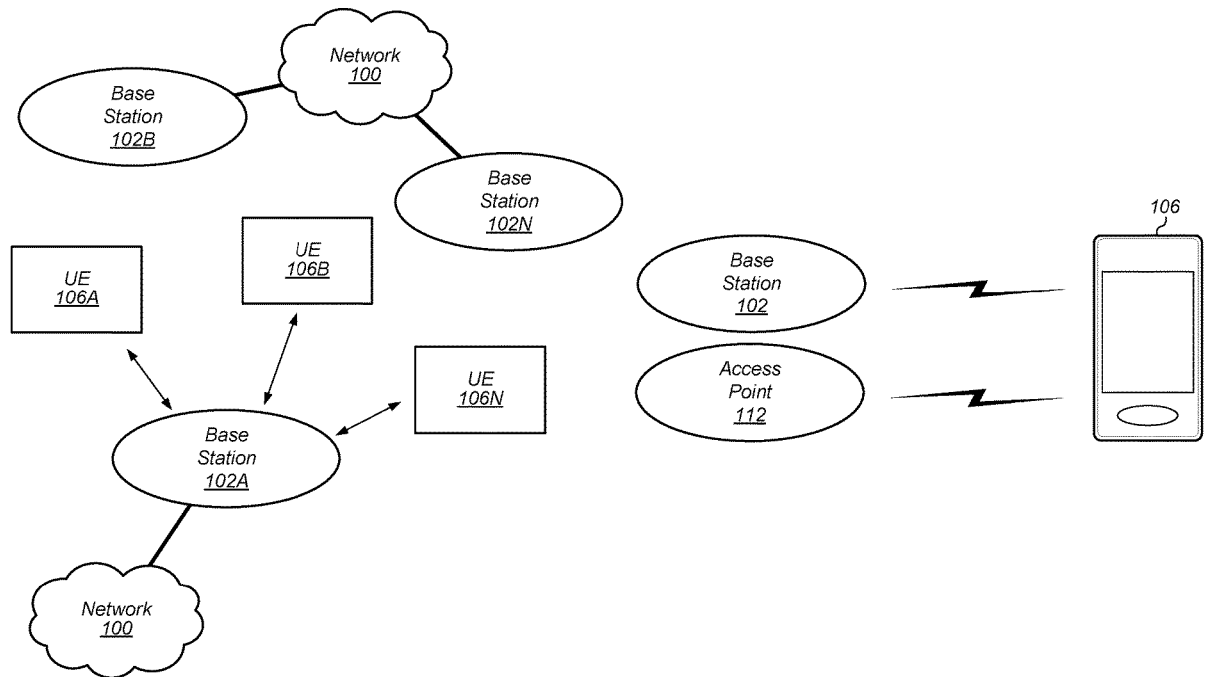 Network
100
Base
Station
102B
Base
Station
102N
UE
106A
UE
106B
UE
106N
Base
Station
102A
Network
100
Base
Station
102
Access
Point
112
106